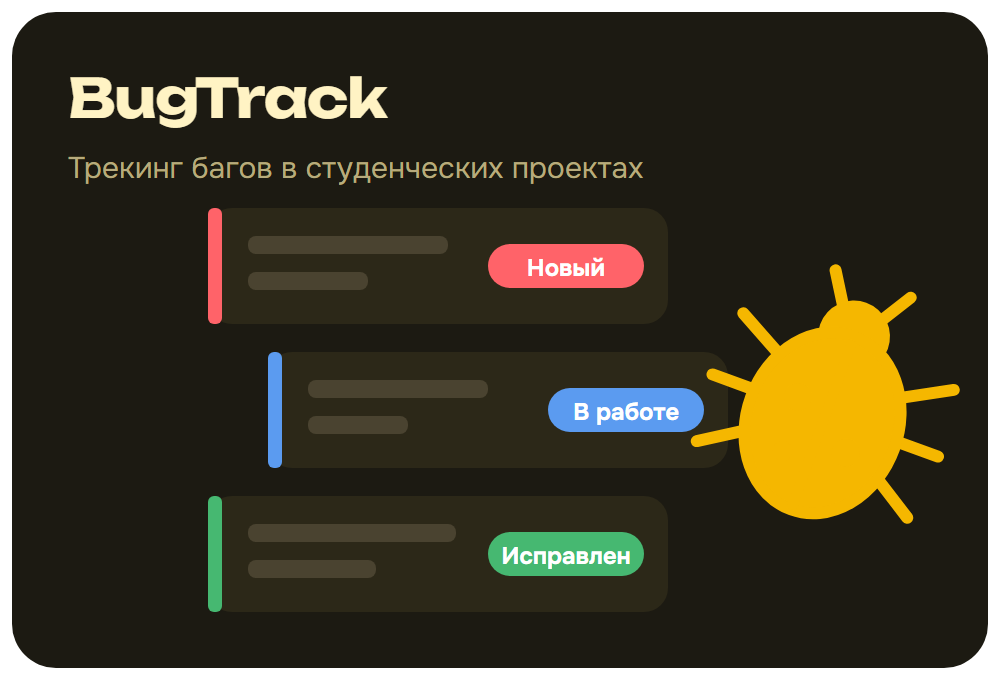 BugTrack
Трекинг багов в студенческих проектах
Новый
В работе
Исправлен